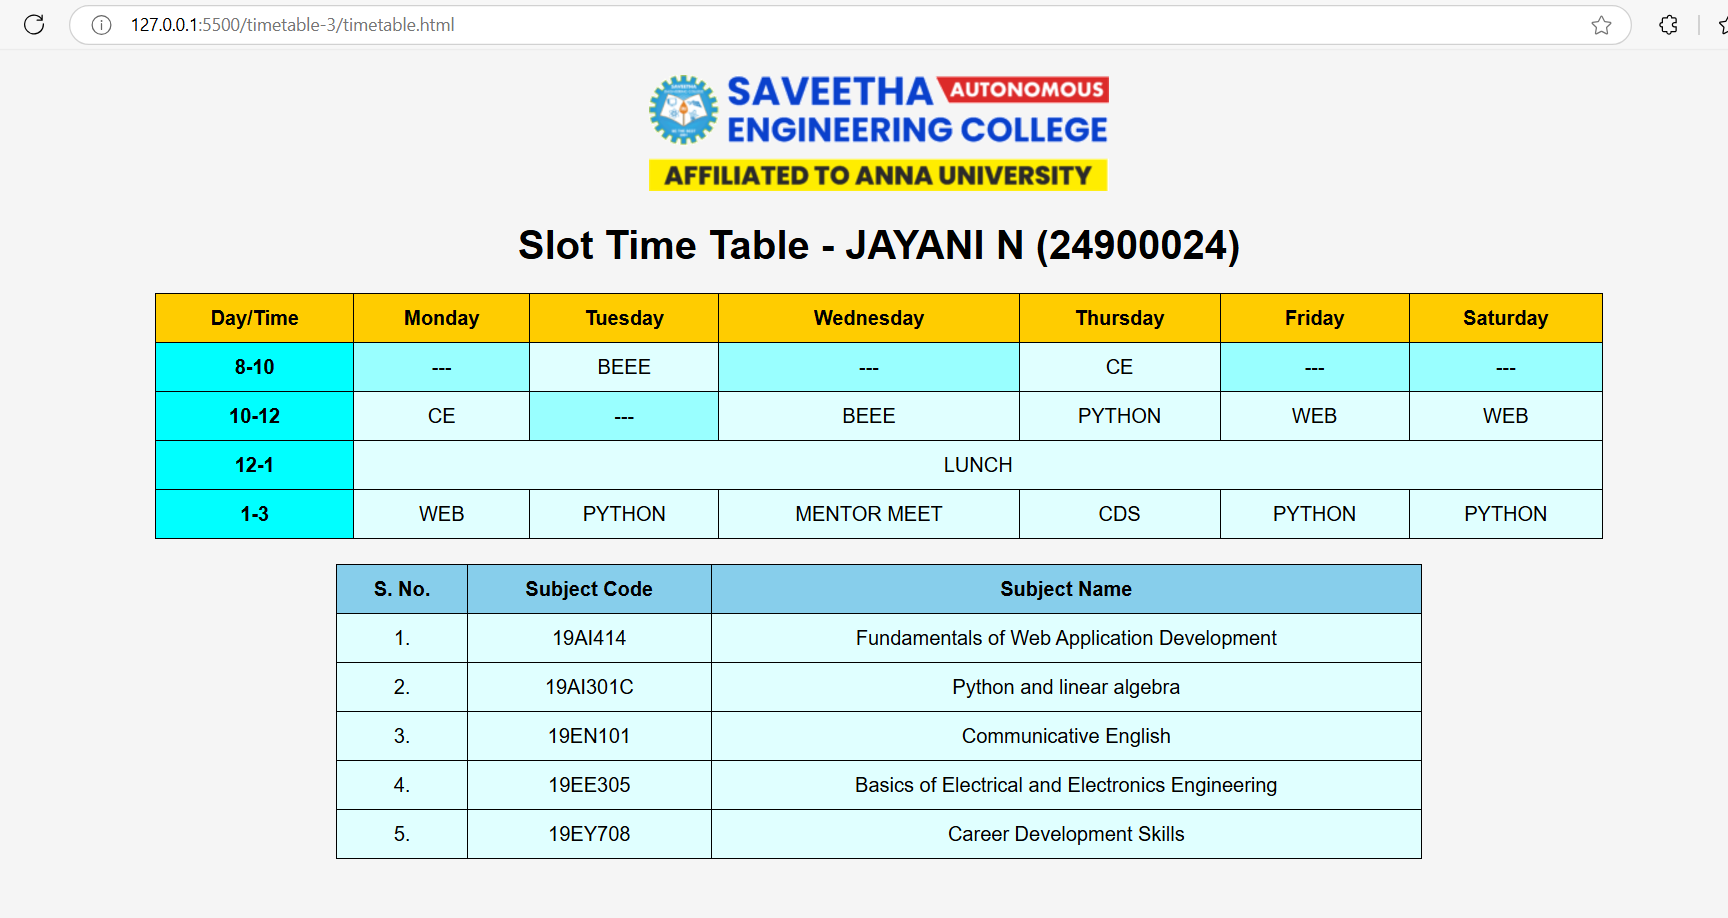 127.0.0.1:5500/timetable-3/timetable.html
SAVEETHA AUTONOMOUS
ENGINEERING COLLEGE
AFFILIATED TO ANNA UNIVERSITY
Slot Time Table - JAYANI N (24900024)
Day/Time Monday Tuesday Wednesday Thursday Friday Saturday
8-10 --- BEEE --- CE --- ---
10-12 CE --- BEEE PYTHON WEB WEB
12-1 LUNCH
1-3 WEB PYTHON MENTOR MEET CDS PYTHON PYTHON
S. No. Subject Code Subject Name
1. 19AI414 Fundamentals of Web Application Development
2. 19AI301C Python and linear algebra
3. 19EN101 Communicative English
4. 19EE305 Basics of Electrical and Electronics Engineering
5. 19EY708 Career Development Skills